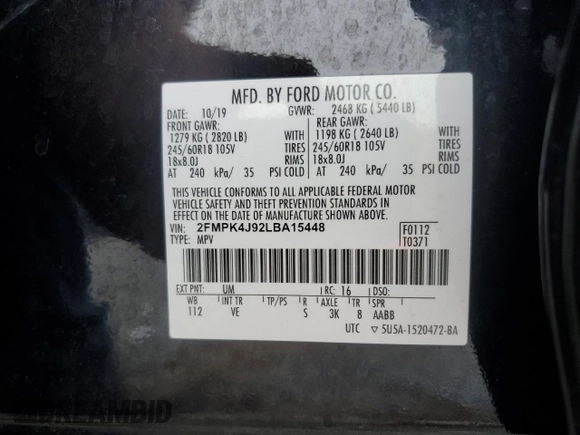 MFD. BY FORD MOTOR CO.
DATE: 10/19 GVWR: 2468 KG ( 5440 LB)
FRONT GAWR: REAR GAWR:
1279 KG ( 2820 LB) WITH 1198 KG ( 2640 LB) WITH
245/60R18 105V TIRES 245/60R18 105V TIRES
18x8.0J RIMS 18x8.0J RIMS
AT 240 kPa/ 35 PSI COLD AT 240 kPa/ 35 PSI COLD
THIS VEHICLE CONFORMS TO ALL APPLICABLE FEDERAL MOTOR
VEHICLE SAFETY AND THEFT PREVENTION STANDARDS IN
EFFECT ON THE DATE OF MANUFACTURE SHOWN ABOVE.
VIN: 2FMPK4J92LBA15448 F0112
TYPE: MPV T0371
EXT PNT: UM RC: 16 DSO:
WB INT TR TP/PS R AXLE TR SPR
112 VE S 3K 8 AABB
UTC 5U5A-1520472-BA
DREAMBID